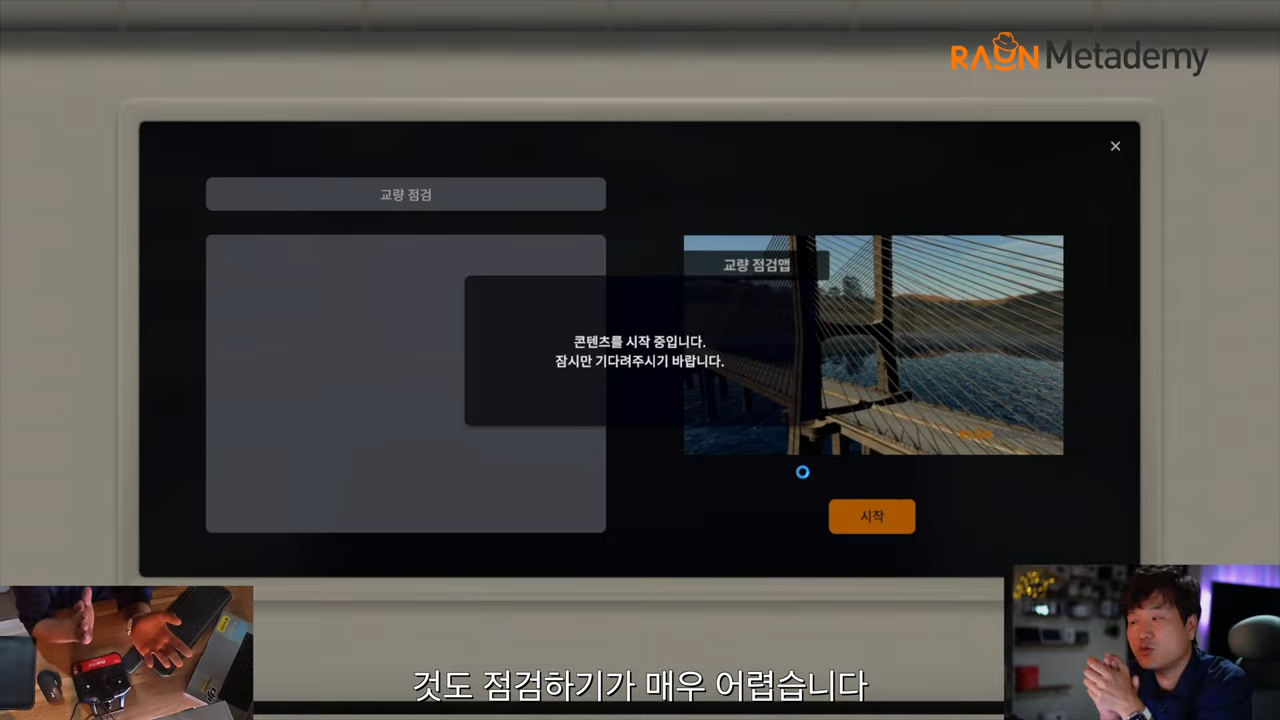 RAON Metademy
교량 점검
교량 점검맵
콘텐츠를 시작 중입니다.
잠시만 기다려주시기 바랍니다.
시작
것도 점검하기가 매우 어렵습니다